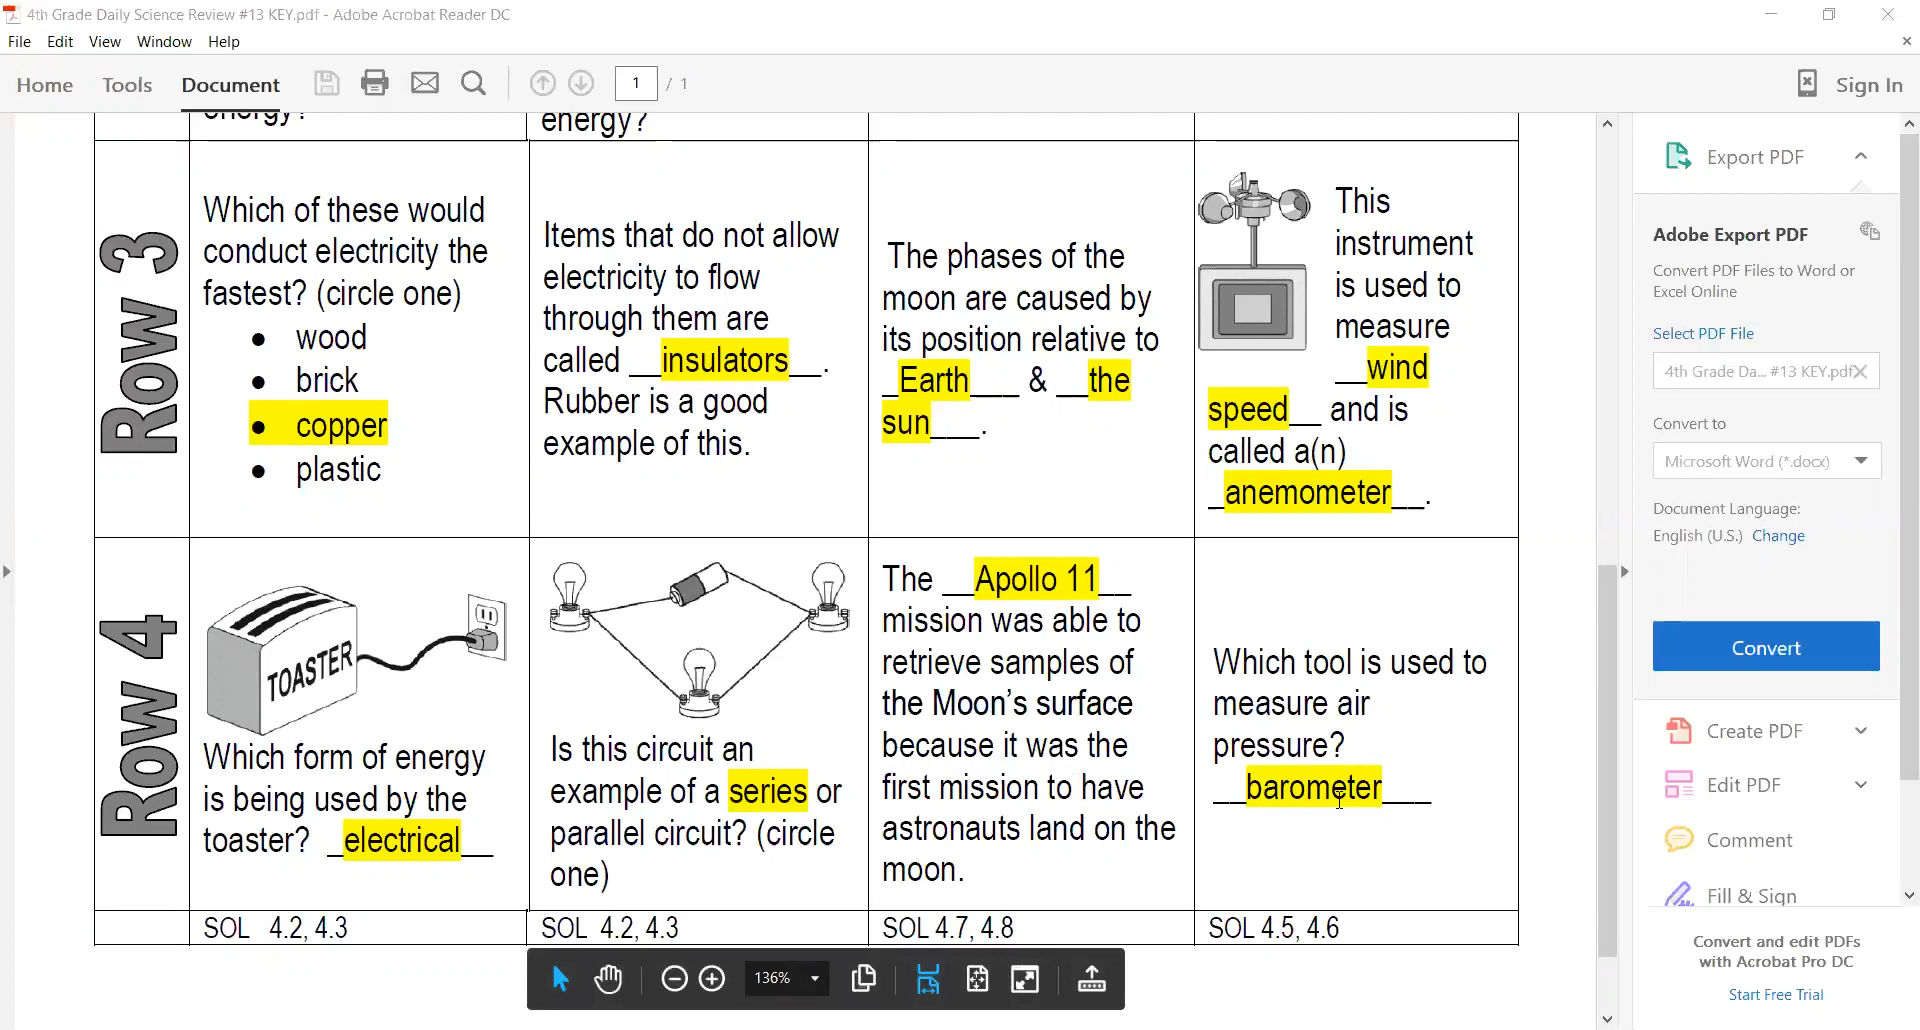 4th Grade Daily Science Review #13 KEY.pdf - Adobe Acrobat Reader DC
File Edit View Window Help
Home Tools Document 1 / 1 Sign In
energy? energy?
Row 3
Which of these would
conduct electricity the
fastest? (circle one)
• wood
• brick
• copper
• plastic
Items that do not allow
electricity to flow
through them are
called __insulators__.
Rubber is a good
example of this.
The phases of the
moon are caused by
its position relative to
_Earth___ & __the
sun___.
This
instrument
is used to
measure
__wind
speed__ and is
called a(n)
_anemometer__.
Row 4
TOASTER
Which form of energy
is being used by the
toaster? _electrical__
Is this circuit an
example of a series or
parallel circuit? (circle
one)
The __Apollo 11__
mission was able to
retrieve samples of
the Moon’s surface
because it was the
first mission to have
astronauts land on the
moon.
Which tool is used to
measure air
pressure?
__barometer___
SOL 4.2, 4.3
SOL 4.2, 4.3
SOL 4.7, 4.8
SOL 4.5, 4.6
136%
Export PDF
Adobe Export PDF
Convert PDF Files to Word or
Excel Online
Select PDF File
4th Grade Da... #13 KEY.pdf
Convert to
Microsoft Word (*.docx)
Document Language:
English (U.S.) Change
Convert
Create PDF
Edit PDF
Comment
Fill & Sign
Convert and edit PDFs
with Acrobat Pro DC
Start Free Trial